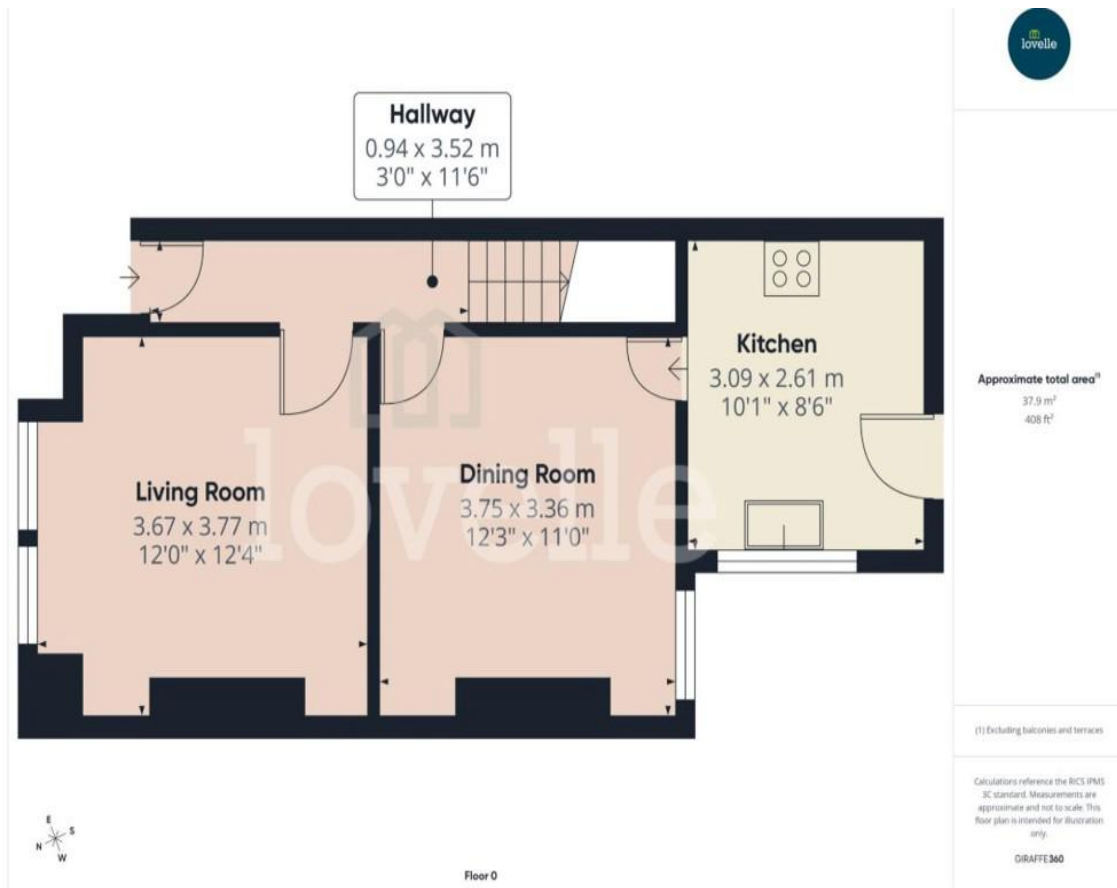 lovelle
Hallway
0.94 x 3.52 m
3'0" x 11'6"
Kitchen
3.09 x 2.61 m
10'1" x 8'6"
Living Room
3.67 x 3.77 m
12'0" x 12'4"
Dining Room
3.75 x 3.36 m
12'3" x 11'0"
lovelle
Approximate total area(1)
37.9 m²
408 ft²
(1) Excluding balconies and terraces
Calculations reference the RICS IPMS
3C standard. Measurements are
approximate and not to scale. This
floor plan is intended for illustration
only.
GIRAFFE360
E
S
N
W
Floor 0